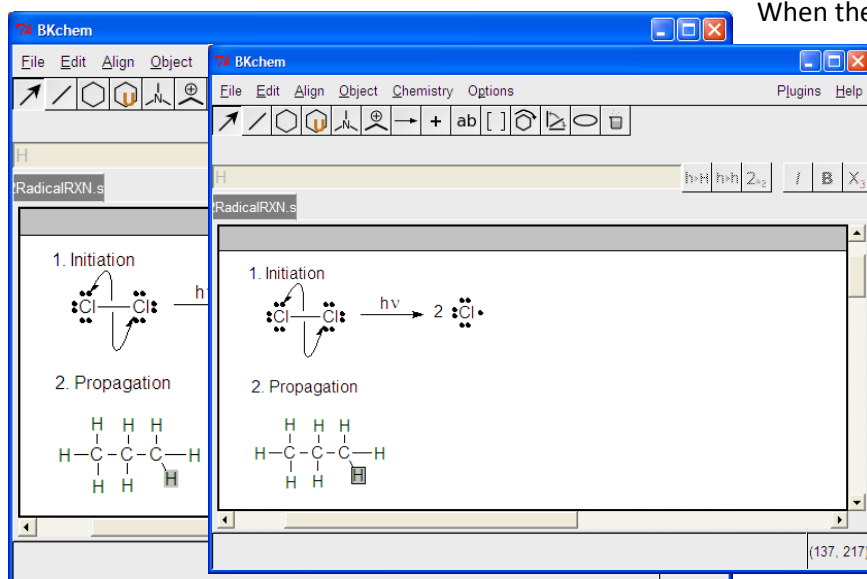 When the
BKchem
File Edit Align Object
H
RadicalRXN.s
1. Initiation
Cl Cl
h
2. Propagation
H H H
H C C C H
H H H
BKchem
File Edit Align Object Chemistry Options Plugins Help
N + ab [ ]
H
I B X3
RadicalRXN.s
1. Initiation
Cl Cl hν 2 Cl
2. Propagation
H H H
H C C C H
H H H
(137, 217